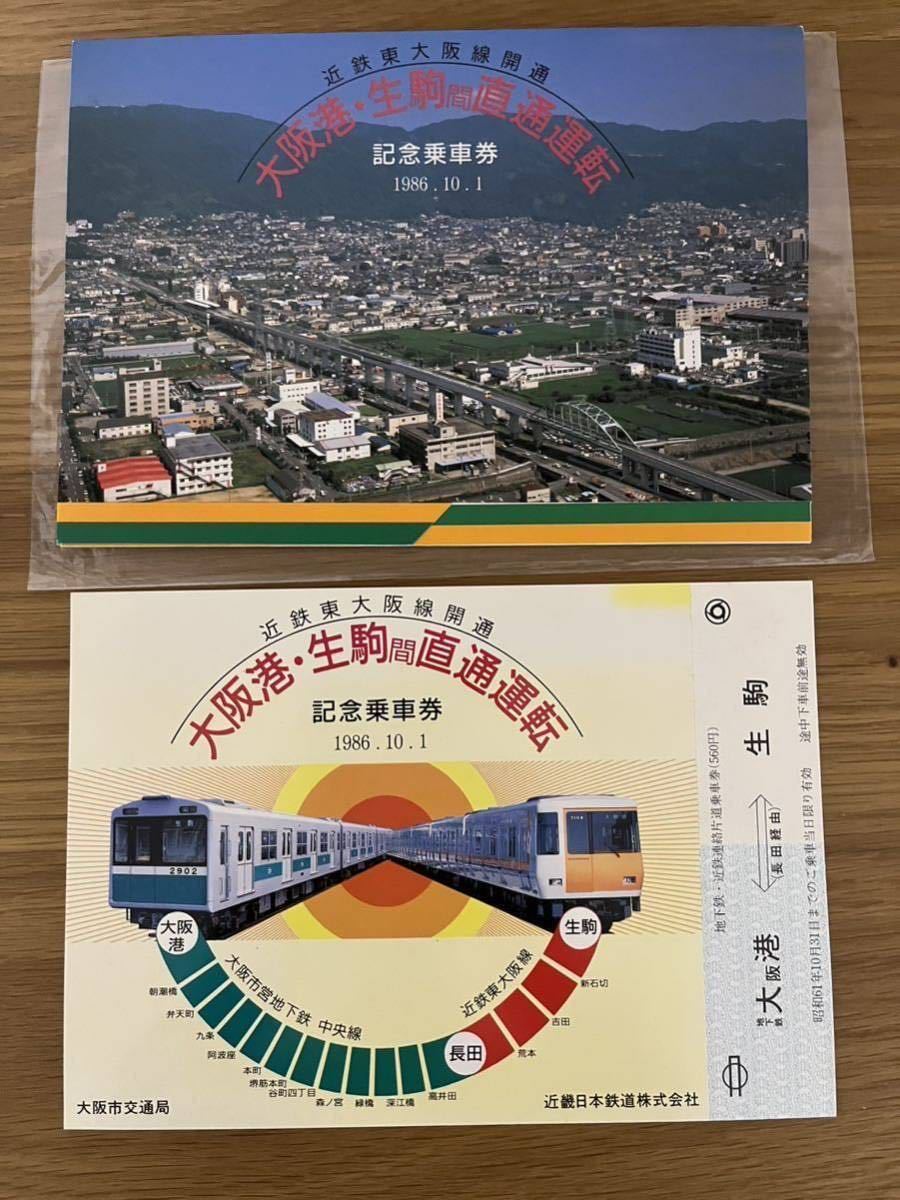 近鉄東大阪線開通
大阪港・生駒間直通運転
記念乗車券
1986.10.1
近鉄東大阪線開通
大阪港・生駒間直通運転
記念乗車券
1986.10.1
生駒
2902
大阪港
朝潮橋
弁天町
九条
阿波座
本町
堺筋本町
谷町四丁目
森ノ宮
緑橋
深江橋
高井田
長田
荒本
吉田
新石切
生駒
大阪市営地下鉄 中央線
近鉄東大阪線
大阪市交通局
近畿日本鉄道株式会社
地下鉄・近鉄連絡片道乗車券(560円)
地下鉄 大阪港
(長田経由)
生駒
昭和61年10月31日までのご乗車当日限り有効 途中下車前途無効